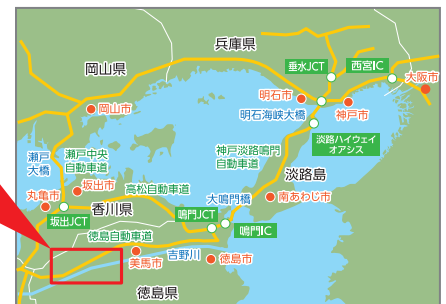 兵庫県
岡山県
垂水JCT
西宮IC
大阪市
明石市
岡山市
神戸市
明石海峡大橋
淡路ハイウェイ
オアシス
瀬戸
大橋
瀬戸中央
自動車道
神戸淡路鳴門
自動車道
淡路島
坂出市
高松自動車道
丸亀市
大鳴門橋
南あわじ市
香川県
坂出JCT
鳴門JCT
鳴門IC
徳島自動車道
美馬市
吉野川
徳島市
徳島県